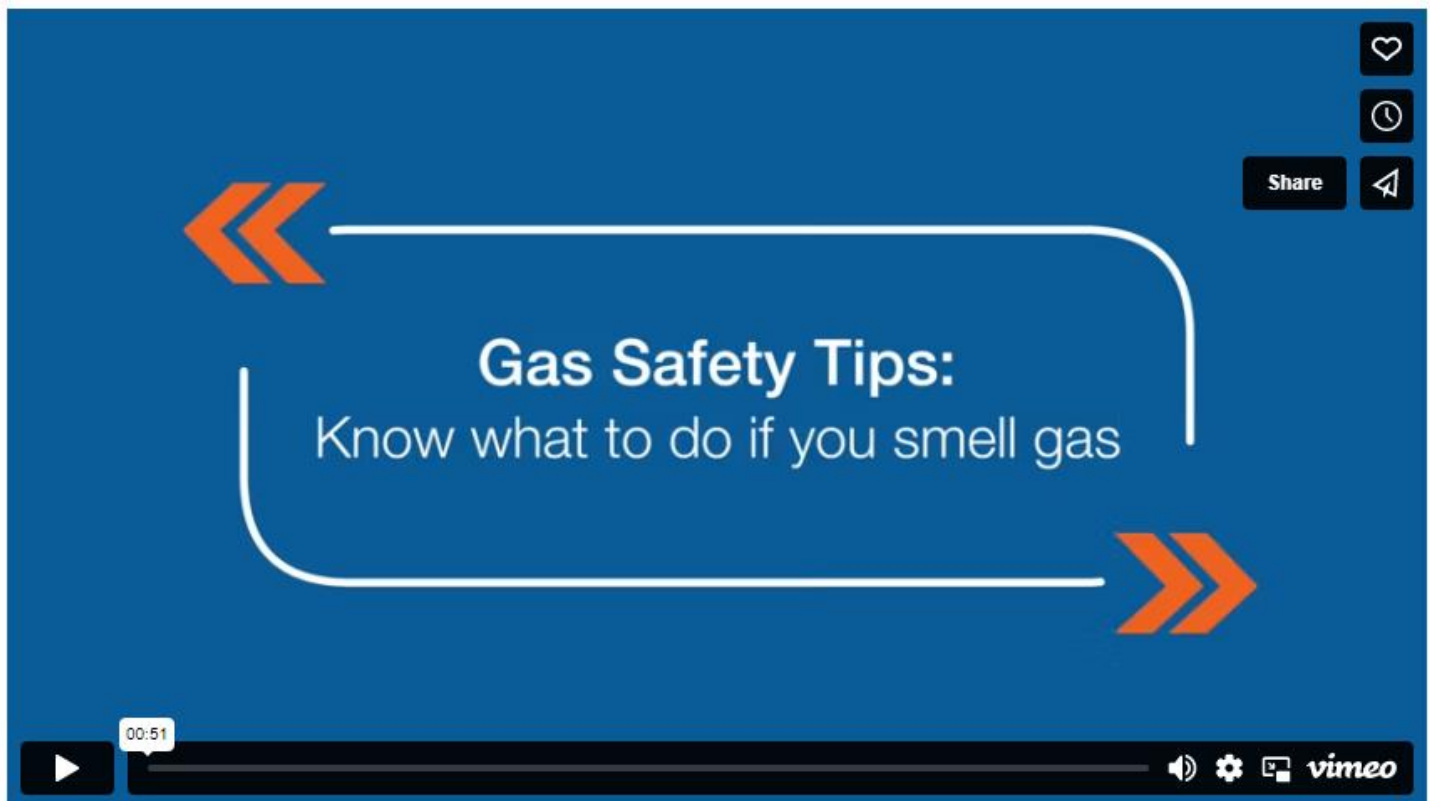 Share
Gas Safety Tips:
Know what to do if you smell gas
00:51
vimeo